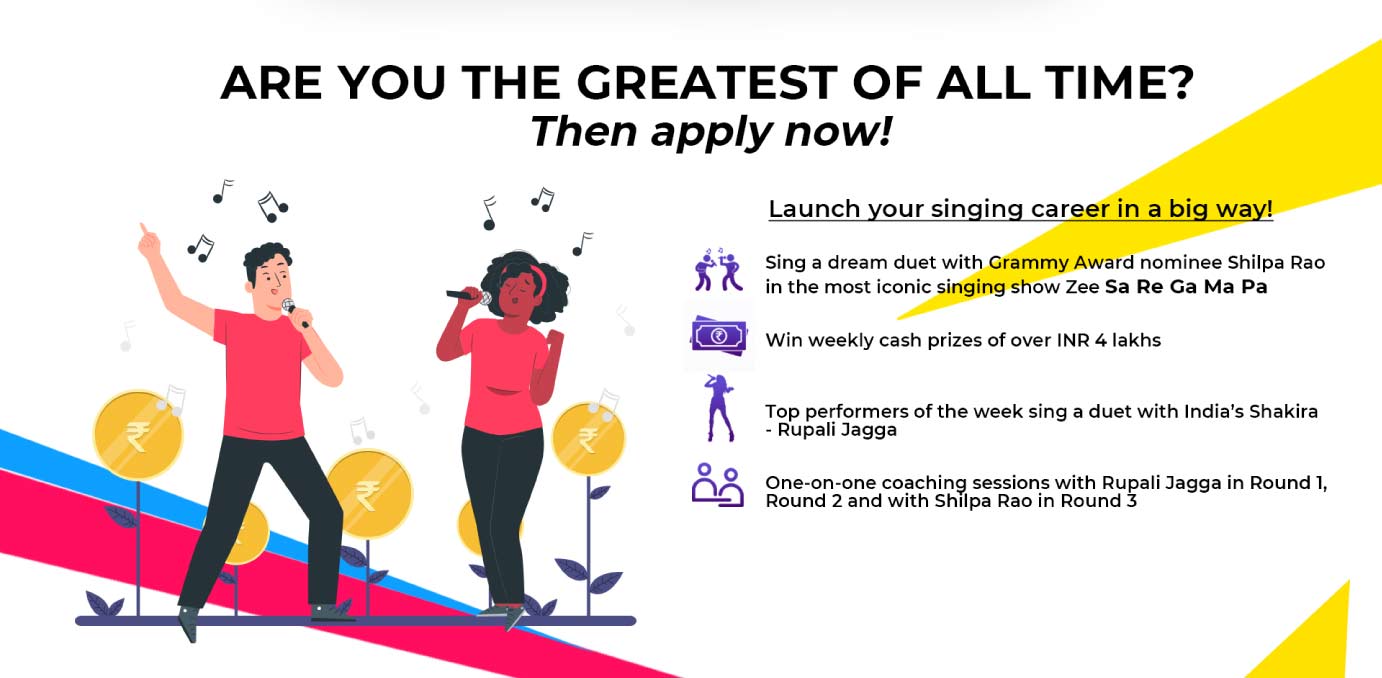 ARE YOU THE GREATEST OF ALL TIME?
Then apply now!
Launch your singing career in a big way!
Sing a dream duet with Grammy Award nominee Shilpa Rao
in the most iconic singing show Zee Sa Re Ga Ma Pa
₹
Win weekly cash prizes of over INR 4 lakhs
Top performers of the week sing a duet with India's Shakira
- Rupali Jagga
One-on-one coaching sessions with Rupali Jagga in Round 1,
Round 2 and with Shilpa Rao in Round 3
₹
₹
₹
₹